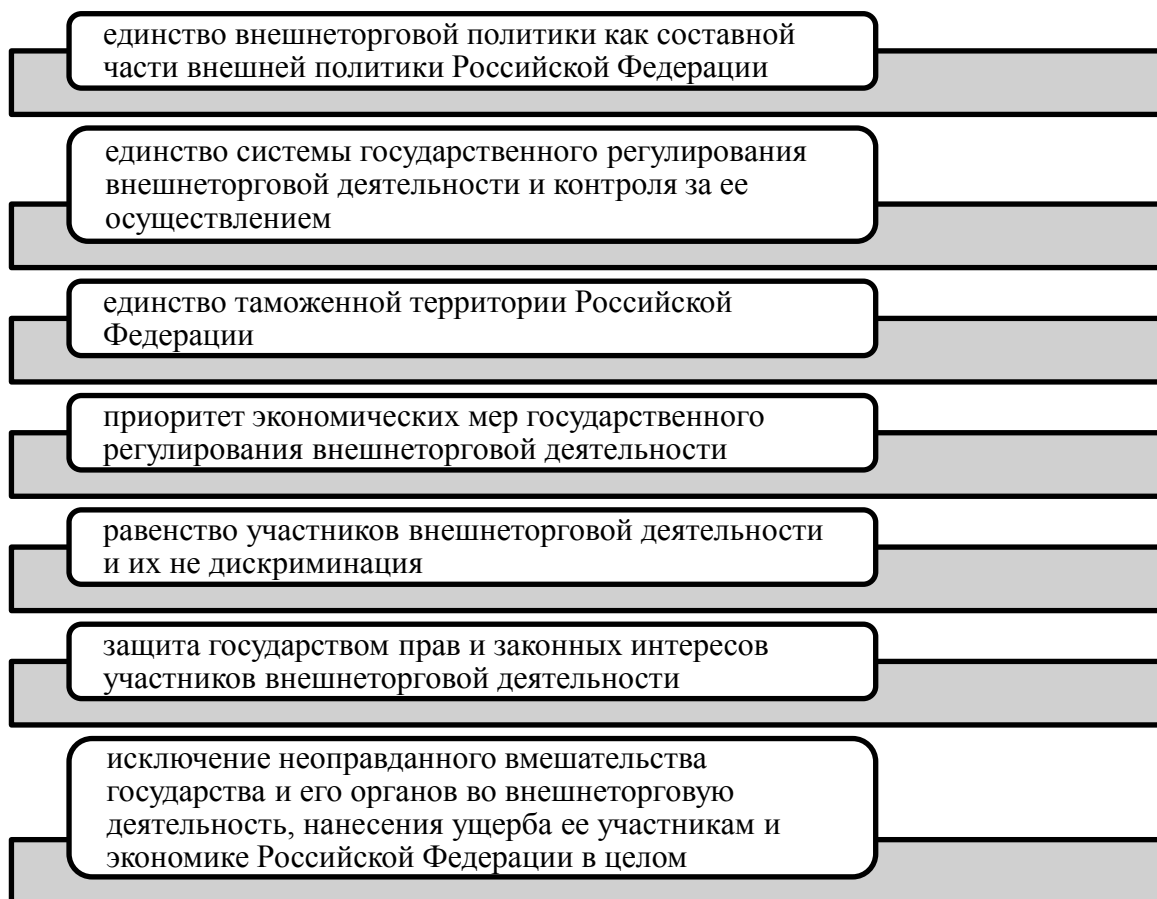 единство внешнеторговой политики как составной
части внешней политики Российской Федерации
единство системы государственного регулирования
внешнеторговой деятельности и контроля за ее
осуществлением
единство таможенной территории Российской
Федерации
приоритет экономических мер государственного
регулирования внешнеторговой деятельности
равенство участников внешнеторговой деятельности
и их не дискриминация
защита государством прав и законных интересов
участников внешнеторговой деятельности
исключение неоправданного вмешательства
государства и его органов во внешнеторговую
деятельность, нанесения ущерба ее участникам и
экономике Российской Федерации в целом